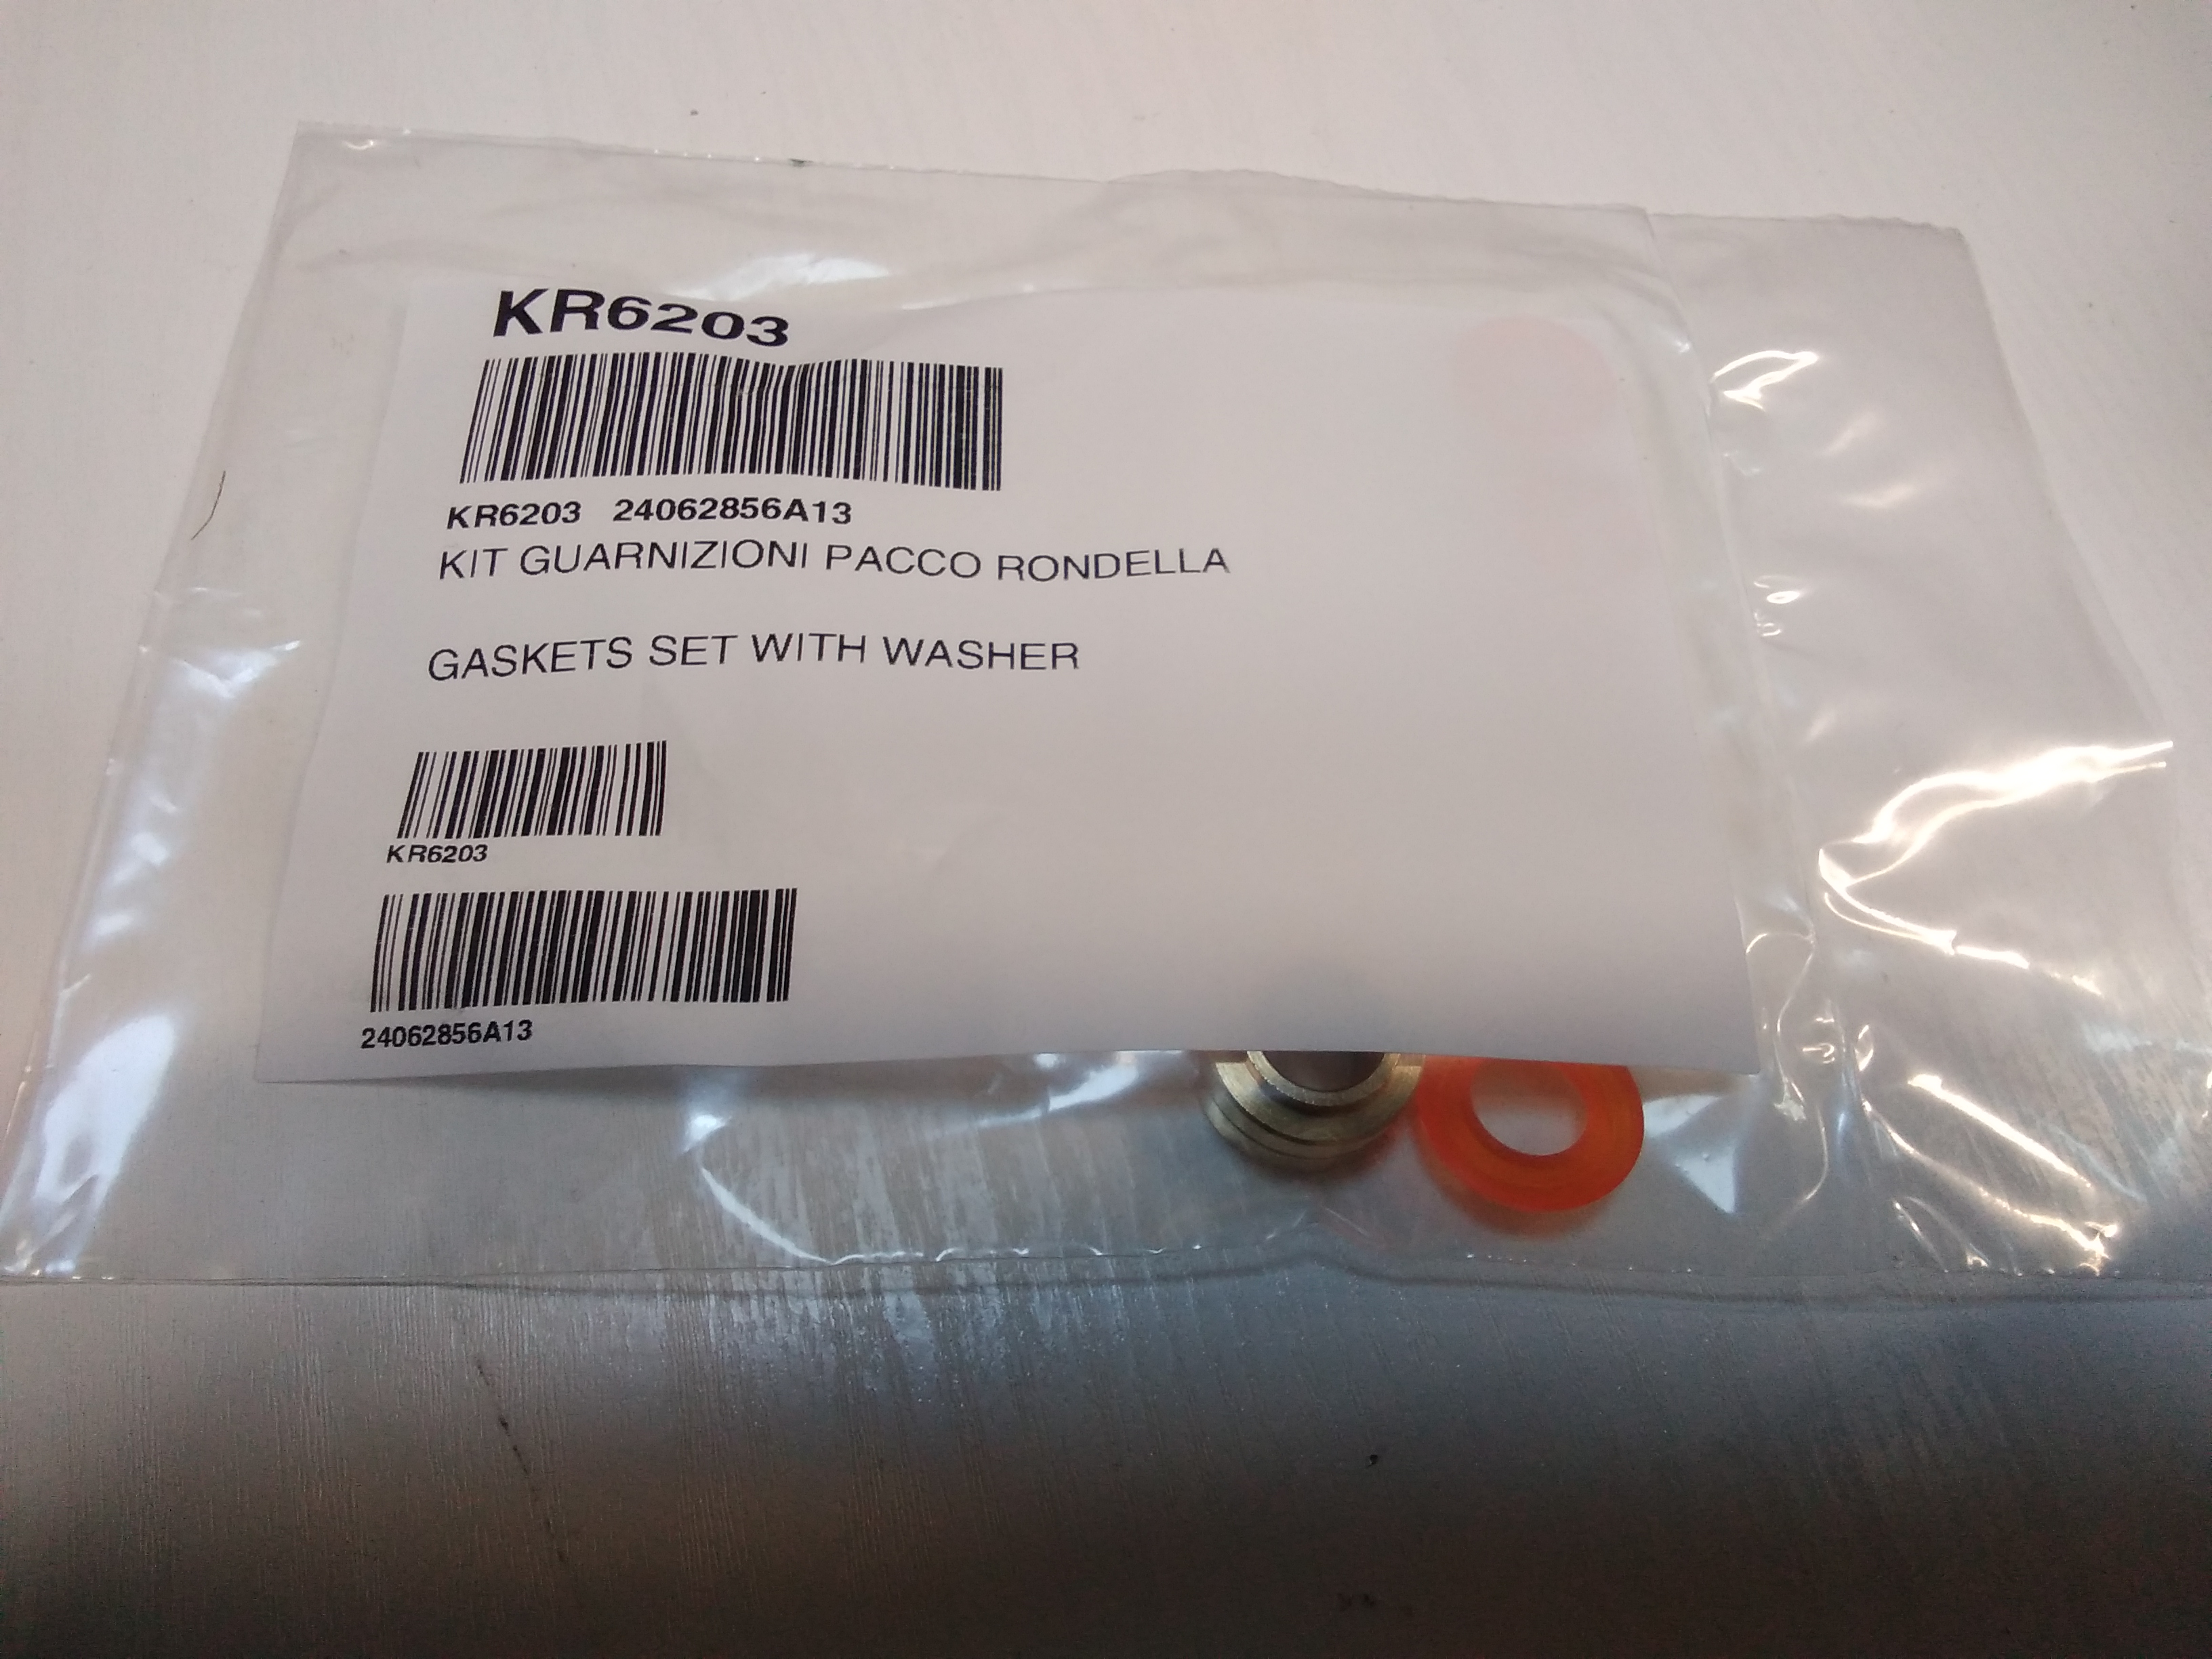 KR6203
KR6203 24062856A13
KIT GUARNIZIONI PACCO RONDELLA
GASKETS SET WITH WASHER
KR6203
24062856A13